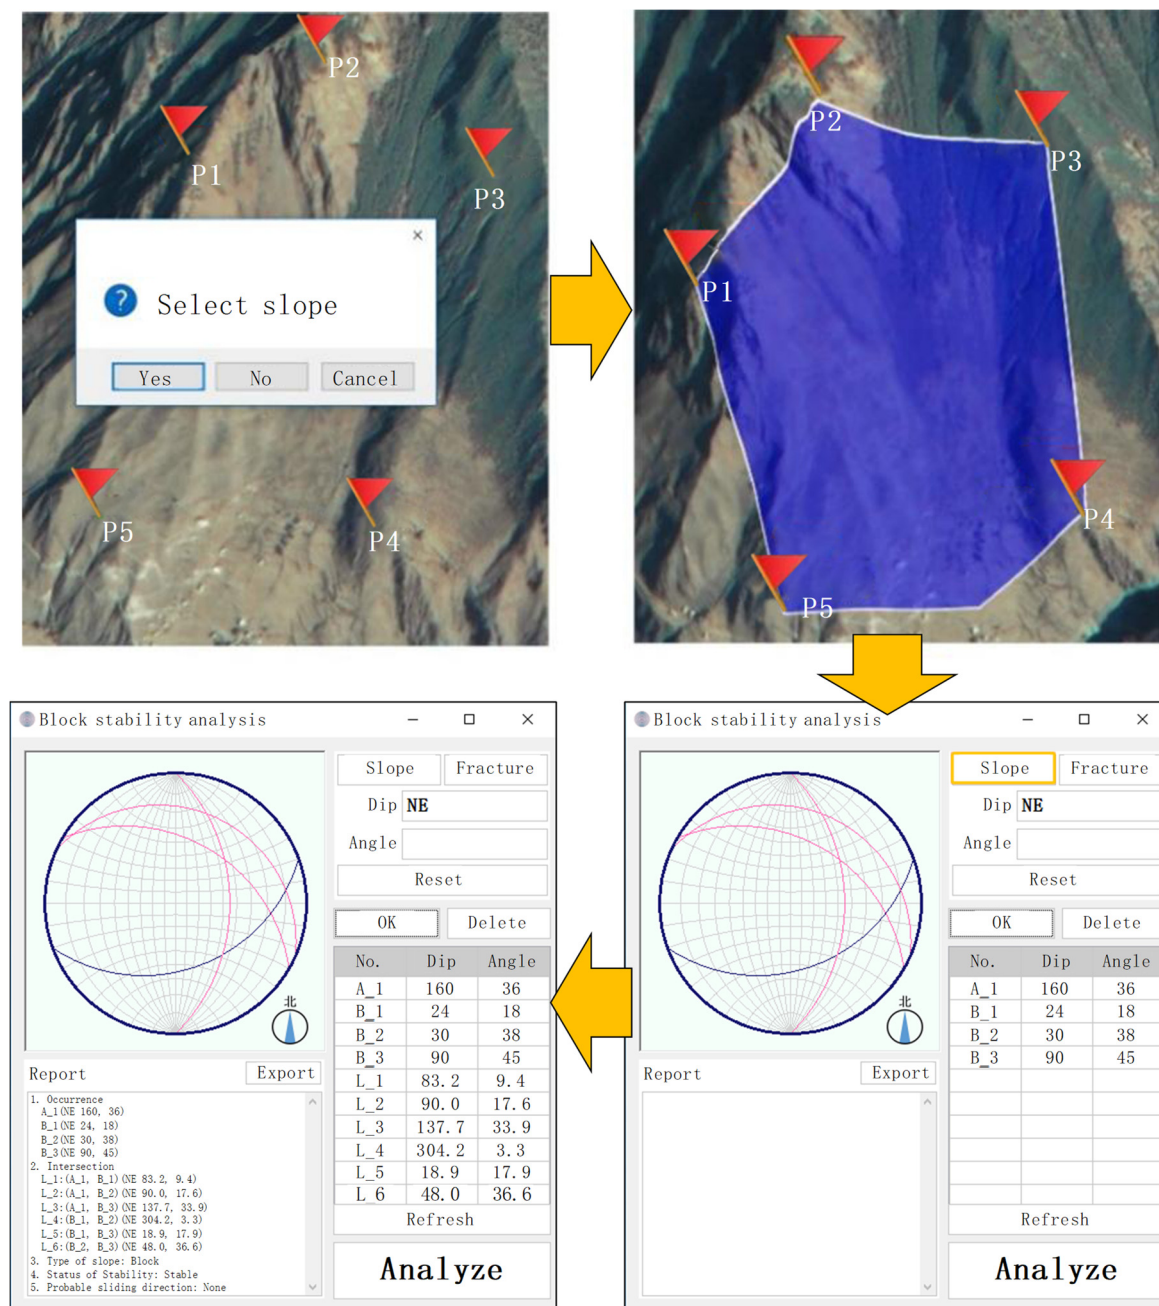 P2
P1
P3
Select slope
Yes No Cancel
P5
P4
P2
P3
P1
P4
P5
Block stability analysis
Slope Fracture
Dip NE
Angle
Reset
OK Delete
No. Dip Angle
A_1 160 36
B_1 24 18
B_2 30 38
B_3 90 45
L_1 83.2 9.4
L_2 90.0 17.6
L_3 137.7 33.9
L_4 304.2 3.3
L_5 18.9 17.9
L_6 48.0 36.6
Refresh
Analyze
北
Report Export
1. Occurrence
A_1(NE 160, 36)
B_1(NE 24, 18)
B_2(NE 30, 38)
B_3(NE 90, 45)
2. Intersection
L_1:(A_1, B_1)(NE 83.2, 9.4)
L_2:(A_1, B_2)(NE 90.0, 17.6)
L_3:(A_1, B_3)(NE 137.7, 33.9)
L_4:(B_1, B_2)(NE 304.2, 3.3)
L_5:(B_1, B_3)(NE 18.9, 17.9)
L_6:(B_2, B_3)(NE 48.0, 36.6)
3. Type of slope: Block
4. Status of Stability: Stable
5. Probable sliding direction: None
Block stability analysis
Slope Fracture
Dip NE
Angle
Reset
OK Delete
No. Dip Angle
A_1 160 36
B_1 24 18
B_2 30 38
B_3 90 45
Refresh
Analyze
北
Report Export